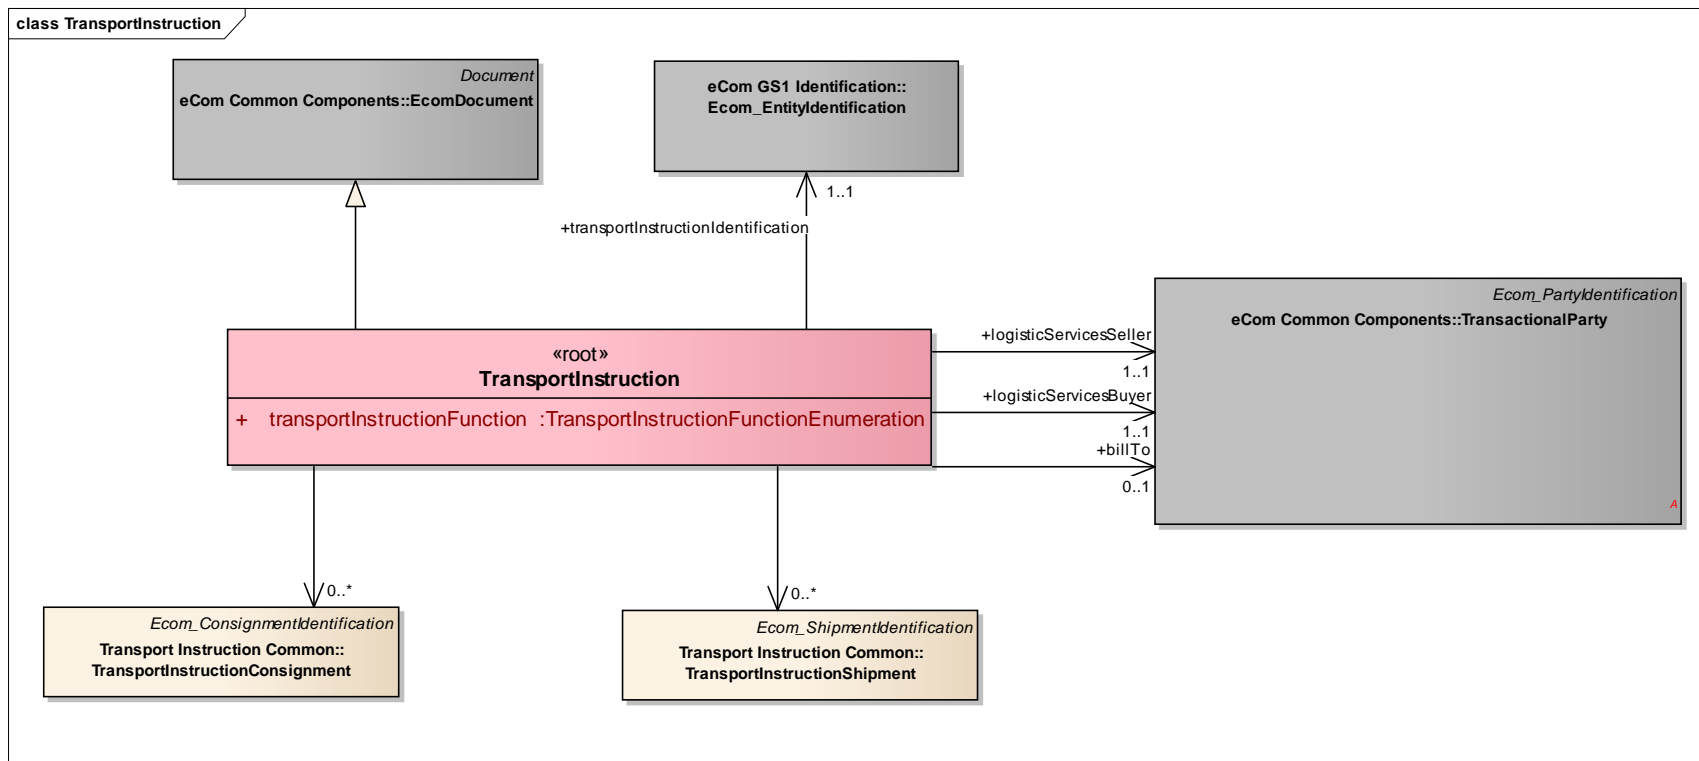 class TransportInstruction
Document
eCom Common Components::EcomDocument
eCom GS1 Identification::
Ecom_EntityIdentification
1..1
+transportInstructionIdentification
Ecom_PartyIdentification
eCom Common Components::TransactionalParty
A
«root»
TransportInstruction
+ transportInstructionFunction :TransportInstructionFunctionEnumeration
+logisticServicesSeller
1..1
+logisticServicesBuyer
1..1
+billTo
0..1
0..*
0..*
Ecom_ConsignmentIdentification
Transport Instruction Common::
TransportInstructionConsignment
Ecom_ShipmentIdentification
Transport Instruction Common::
TransportInstructionShipment